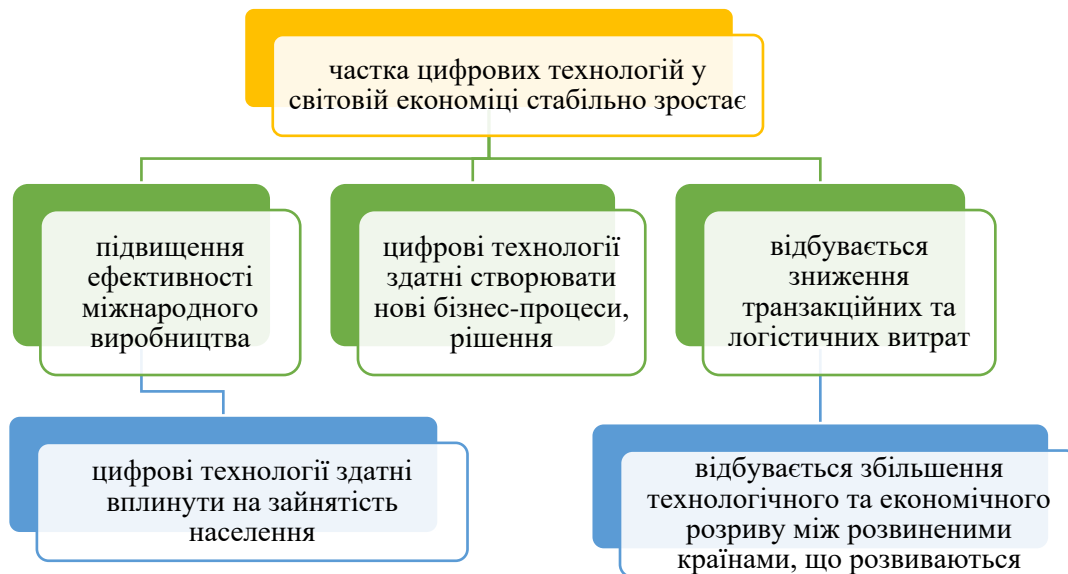 частка цифрових технологій у
світовій економіці стабільно зростає
підвищення
ефективності
міжнародного
виробництва
цифрові технології
здатні створювати
нові бізнес-процеси,
рішення
відбувається
зниження
транзакційних та
логістичних витрат
цифрові технології здатні
вплинути на зайнятість
населення
відбувається збільшення
технологічного та економічного
розриву між розвиненими
країнами, що розвиваються